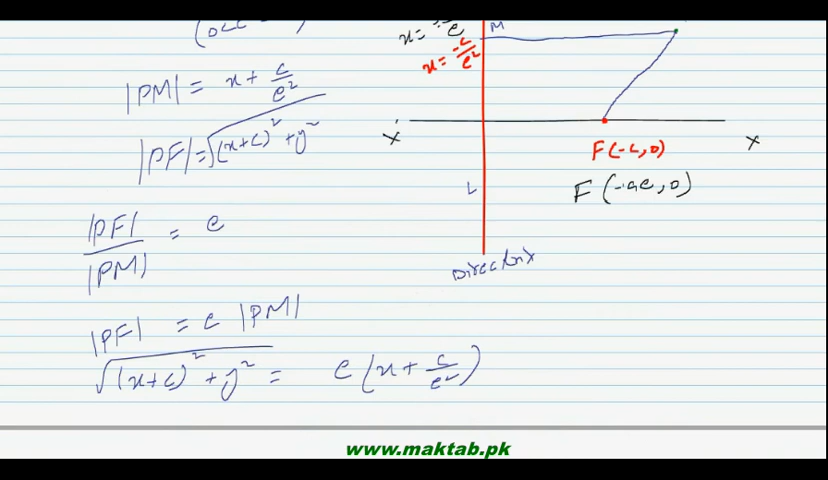 x = -c/e²
M
|PM| = x + c/e²
|PF| = √(x+c)² + y²
X
X
F(-c,0)
F(-ae,0)
L
|PF| / |PM| = e
Directrix
|PF| = e |PM|
√(x+c)² + y² = e(x + c/e²)
www.maktab.pk